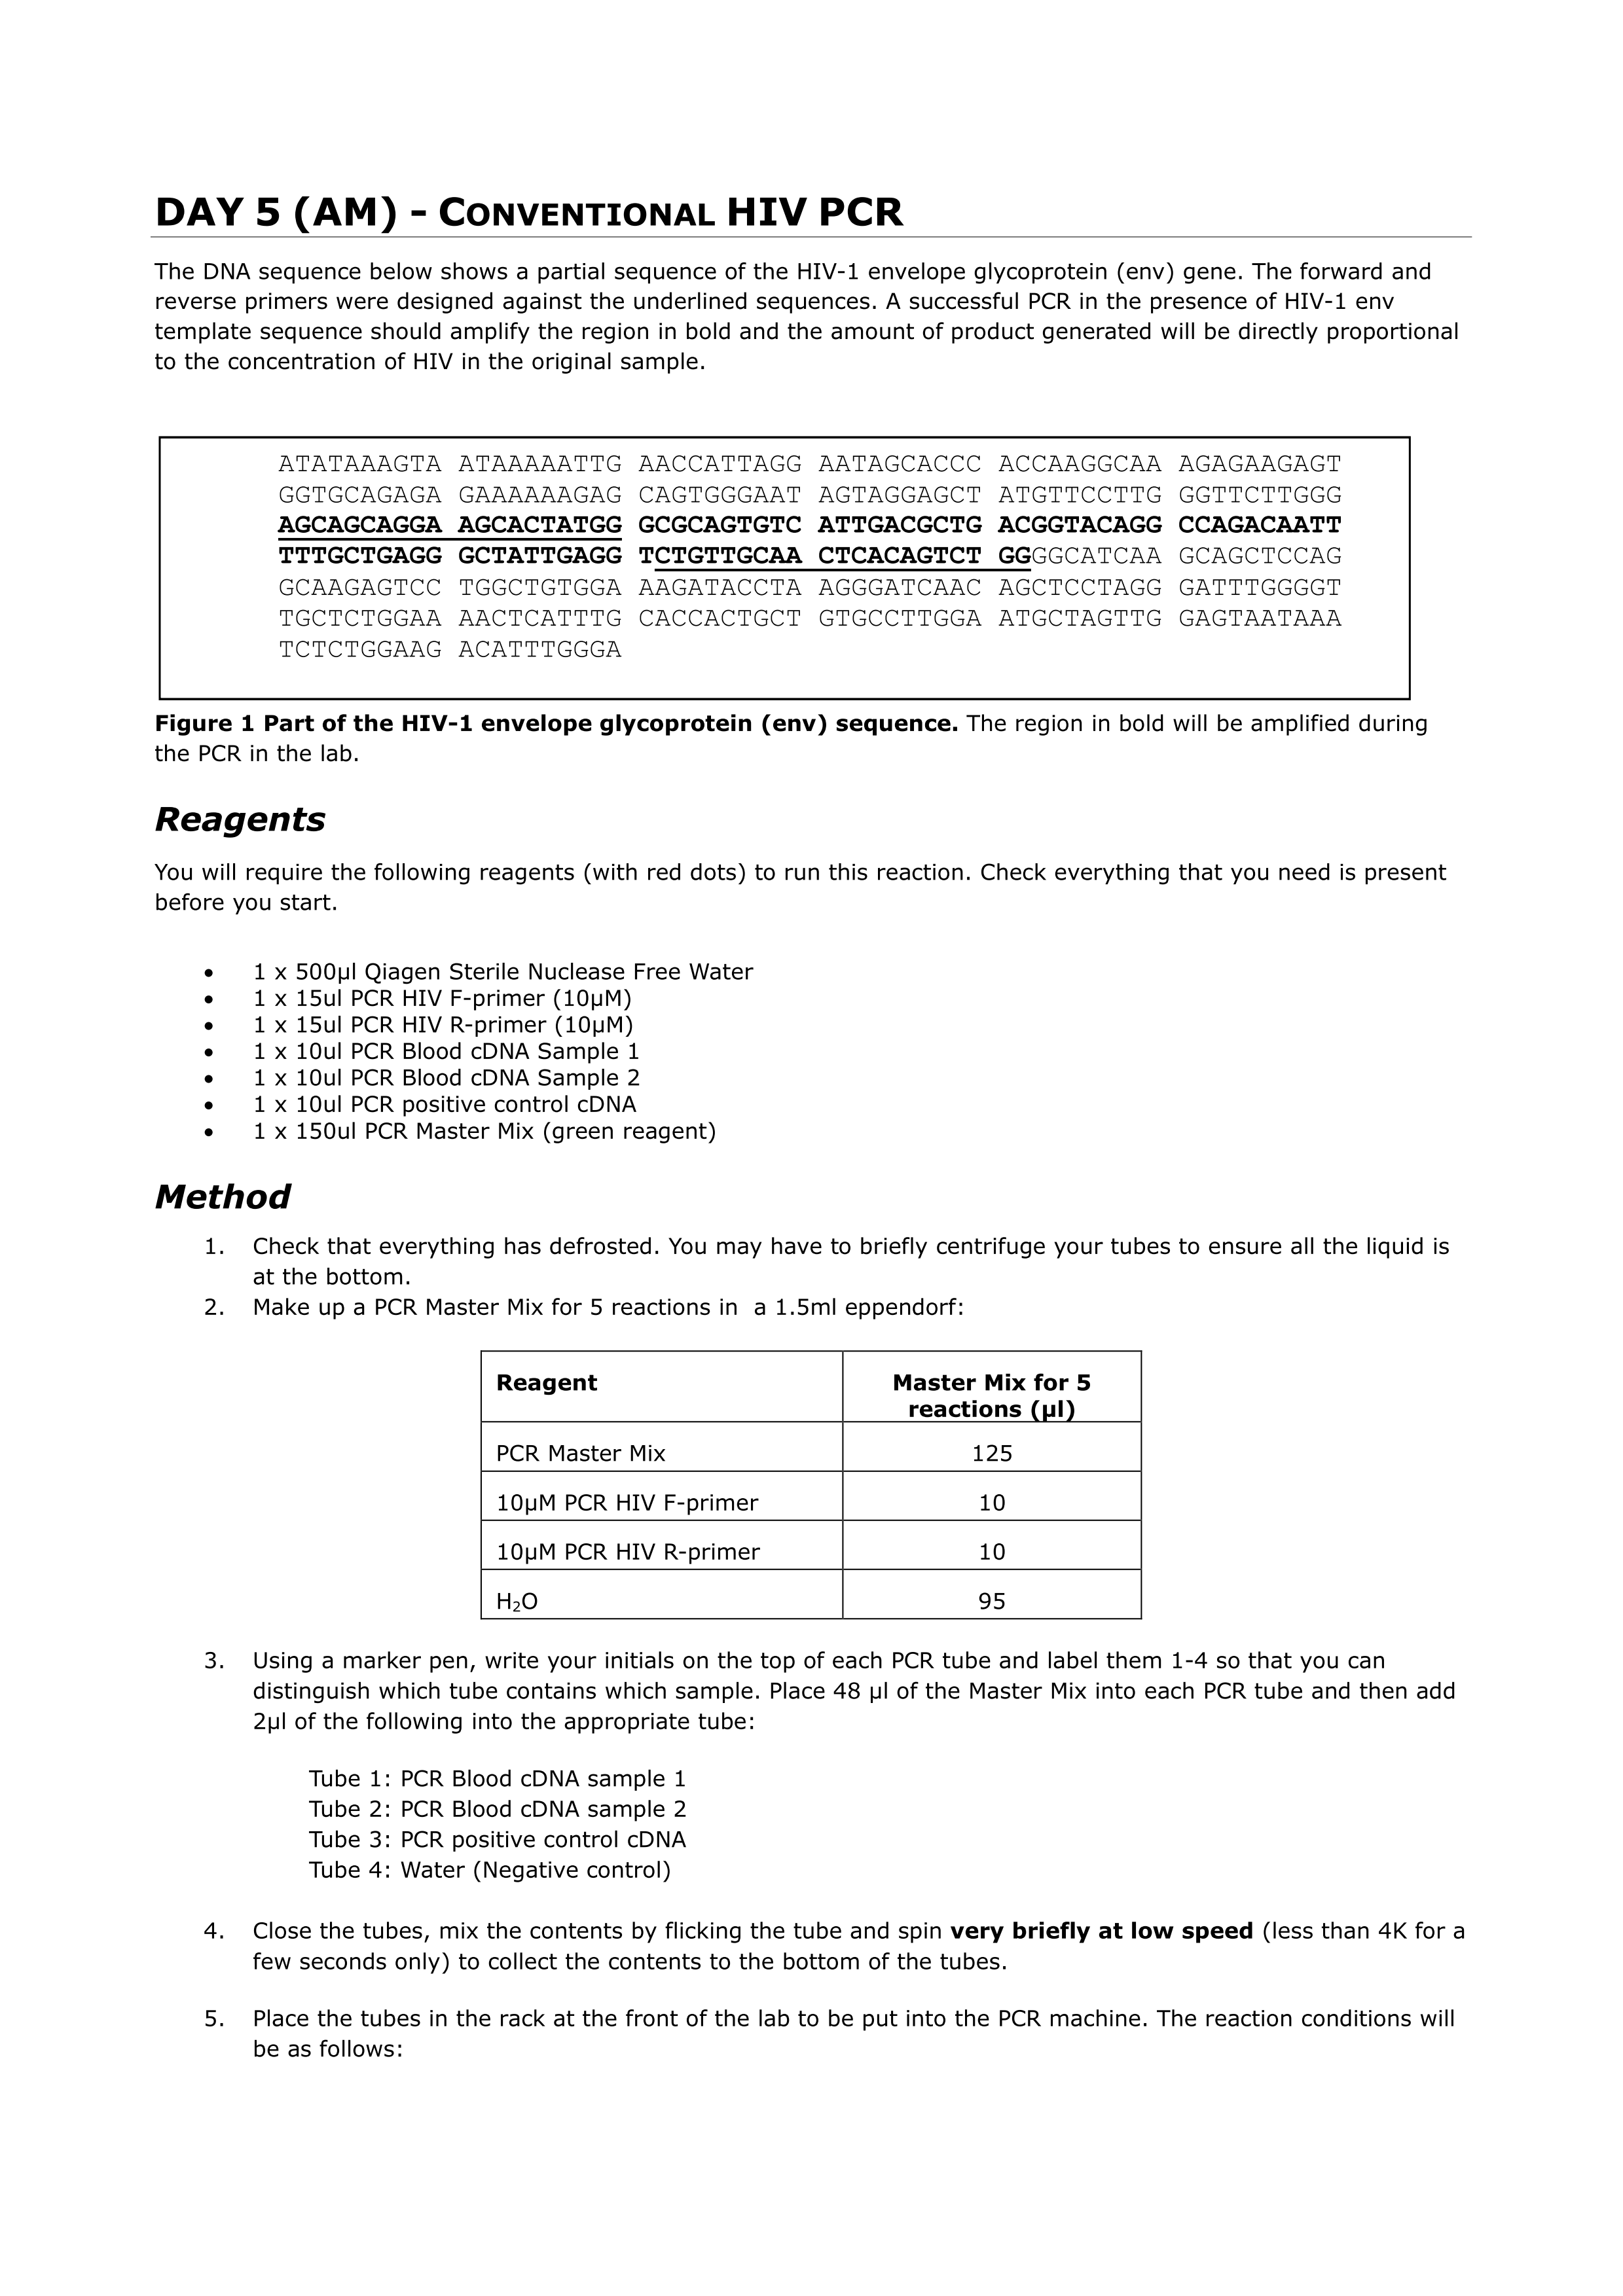 DAY 5 (AM) - CONVENTIONAL HIV PCR
The DNA sequence below shows a partial sequence of the HIV-1 envelope glycoprotein (env) gene. The forward and
reverse primers were designed against the underlined sequences. A successful PCR in the presence of HIV-1 env
template sequence should amplify the region in bold and the amount of product generated will be directly proportional
to the concentration of HIV in the original sample.
ATATAAAGTA ATAAAAATTG AACCATTAGG AATAGCACCC ACCAAGGCAA AGAGAAGAGT
GGTGCAGAGA GAAAAAAGAG CAGTGGGAAT AGTAGGAGCT ATGTTCCTTG GGTTCTTGGG
AGCAGCAGGA AGCACTATGG GCGCAGTGTC ATTGACGCTG ACGGTACAGG CCAGACAATT
TTTGCTGAGG GCTATTGAGG TCTGTTGCAA CTCACAGTCT GGGGCATCAA GCAGCTCCAG
GCAAGAGTCC TGGCTGTGGA AAGATACCTA AGGGATCAAC AGCTCCTAGG GATTTGGGGT
TGCTCTGGAA AACTCATTTG CACCACTGCT GTGCCTTGGA ATGCTAGTTG GAGTAATAAA
TCTCTGGAAG ACATTTGGGA
Figure 1 Part of the HIV-1 envelope glycoprotein (env) sequence. The region in bold will be amplified during
the PCR in the lab.
Reagents
You will require the following reagents (with red dots) to run this reaction. Check everything that you need is present
before you start.
• 1 x 500µl Qiagen Sterile Nuclease Free Water
• 1 x 15ul PCR HIV F-primer (10µM)
• 1 x 15ul PCR HIV R-primer (10µM)
• 1 x 10ul PCR Blood cDNA Sample 1
• 1 x 10ul PCR Blood cDNA Sample 2
• 1 x 10ul PCR positive control cDNA
• 1 x 150ul PCR Master Mix (green reagent)
Method
1. Check that everything has defrosted. You may have to briefly centrifuge your tubes to ensure all the liquid is
at the bottom.
2. Make up a PCR Master Mix for 5 reactions in a 1.5ml eppendorf:
Reagent Master Mix for 5
reactions (µl)
PCR Master Mix 125
10µM PCR HIV F-primer 10
10µM PCR HIV R-primer 10
H₂O 95
3. Using a marker pen, write your initials on the top of each PCR tube and label them 1-4 so that you can
distinguish which tube contains which sample. Place 48 µl of the Master Mix into each PCR tube and then add
2µl of the following into the appropriate tube:
Tube 1: PCR Blood cDNA sample 1
Tube 2: PCR Blood cDNA sample 2
Tube 3: PCR positive control cDNA
Tube 4: Water (Negative control)
4. Close the tubes, mix the contents by flicking the tube and spin very briefly at low speed (less than 4K for a
few seconds only) to collect the contents to the bottom of the tubes.
5. Place the tubes in the rack at the front of the lab to be put into the PCR machine. The reaction conditions will
be as follows: